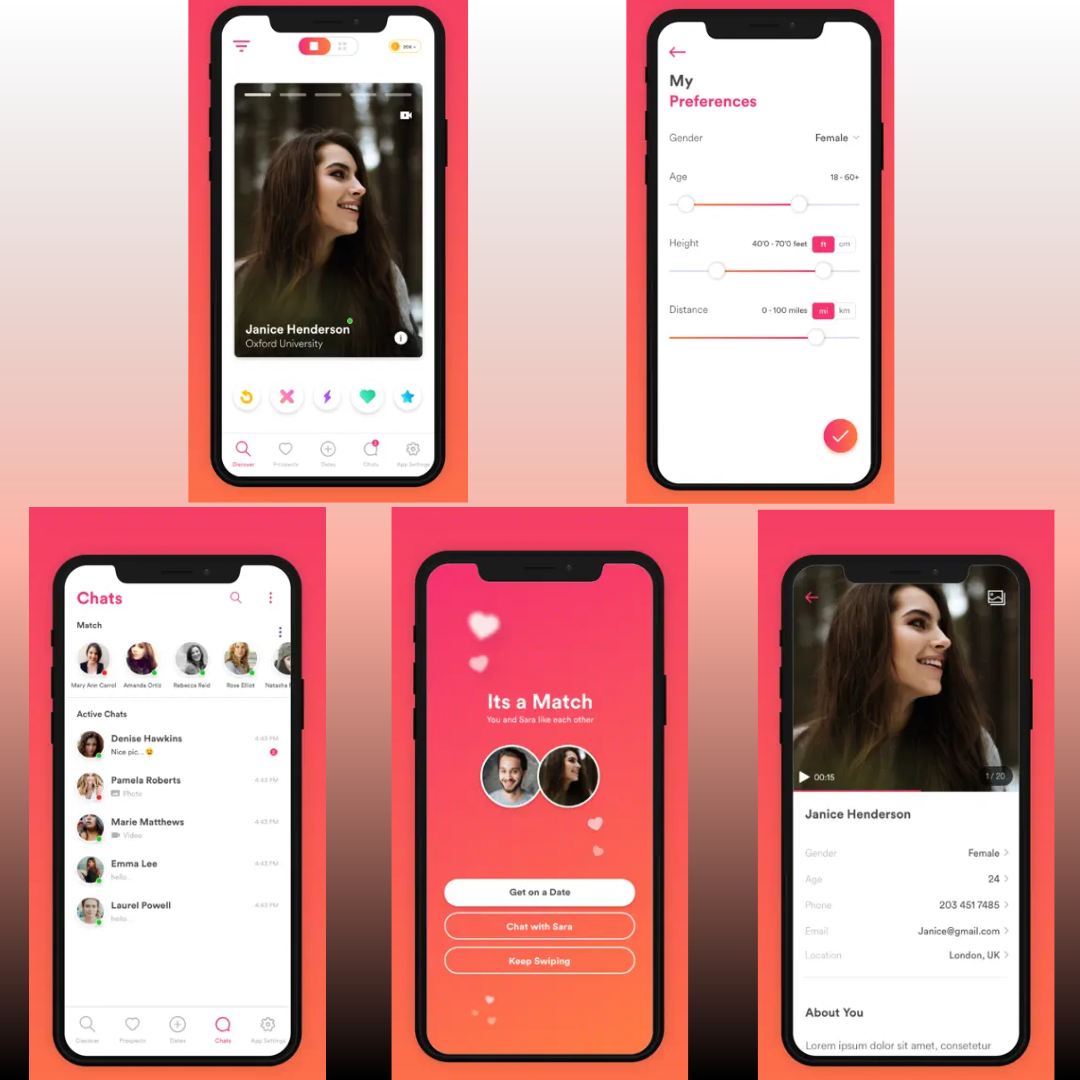 Janice Henderson
Oxford University
Discover
Prospects
Dates
Chats
App Settings
My
Preferences
Gender
Female
Age
18 - 60+
Height
40'0 - 70'0 feet
ft
cm
Distance
0 - 100 miles
mi
km
Chats
Match
Mary Ann Carrol
Amanda Ortiz
Rebecca Reid
Rose Elliot
Natasha
Active Chats
Denise Hawkins
4:43 PM
Nice pic...
Pamela Roberts
4:43 PM
Photo
Marie Matthews
4:43 PM
Video
Emma Lee
4:43 PM
hello...
Laurel Powell
4:43 PM
hello...
Discover
Prospects
Dates
Chats
App Settings
Its a Match
You and Sara like each other
Get on a Date
Chat with Sara
Keep Swiping
00:15
1 / 20
Janice Henderson
Gender
Female
Age
24
Phone
203 451 7485
Email
Janice@gmail.com
Location
London, UK
About You
Lorem ipsum dolor sit amet, consetetur